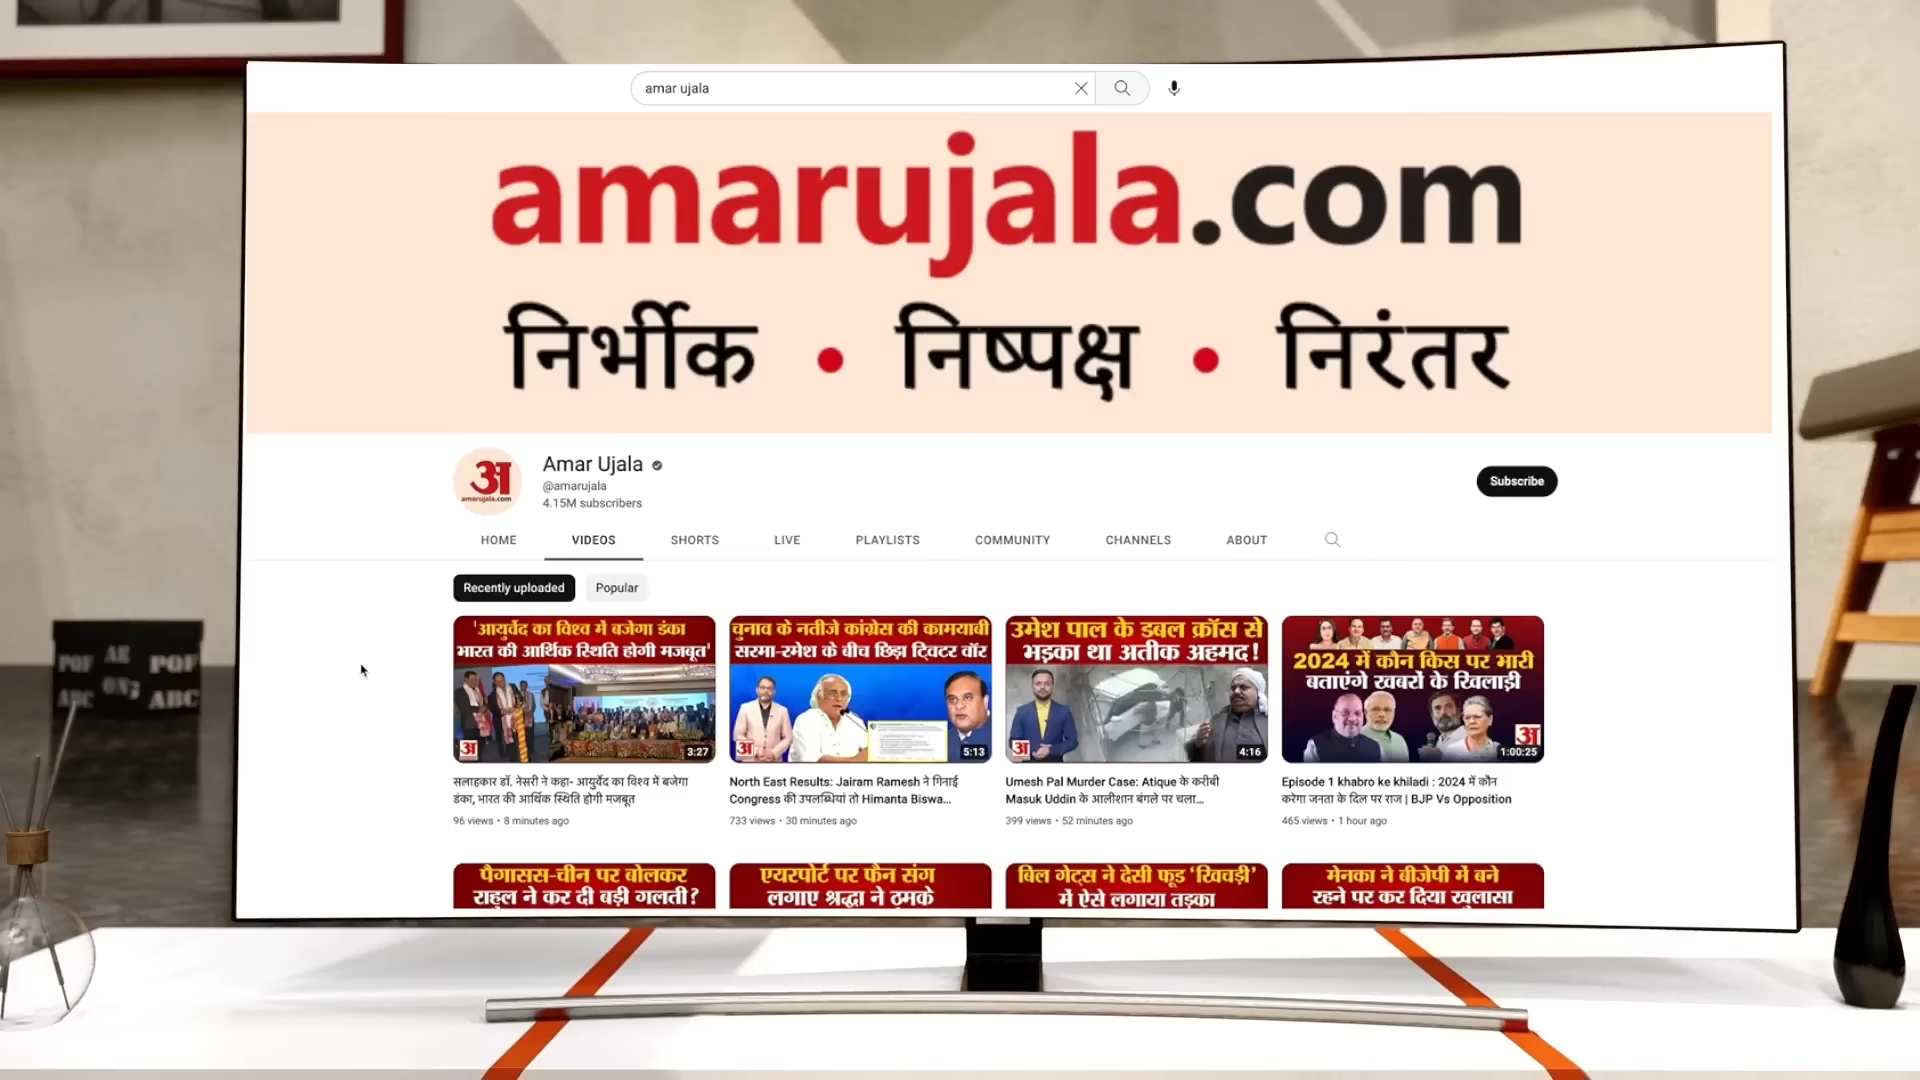 amar ujala
amarujala.com
निर्भीक • निष्पक्ष • निरंतर
अ
amarujala.com
Amar Ujala
@amarujala
4.15M subscribers
Subscribe
HOME VIDEOS SHORTS LIVE PLAYLISTS COMMUNITY CHANNELS ABOUT
Recently uploaded Popular
'आयुर्वेद का विश्व में बजेगा डंका
भारत की आर्थिक स्थिति होगी मजबूत'
अ
3:27
चुनाव के नतीजे कांग्रेस की कामयाबी
सरमा-रमेश के बीच छिड़ा ट्विटर वॉर
अ
5:13
उमेश पाल के डबल क्रॉस से
भड़का था अतीक अहमद!
अ
4:16
2024 में कौन किस पर भारी
बताएंगे खबरों के खिलाड़ी
अ
1:00:25
सलाहकार डॉ. नेसरी ने कहा- आयुर्वेद का विश्व में बजेगा
डंका, भारत की आर्थिक स्थिति होगी मजबूत
96 views • 8 minutes ago
North East Results: Jairam Ramesh ने गिनाई
Congress की उपलब्धियां तो Himanta Biswa...
733 views • 30 minutes ago
Umesh Pal Murder Case: Atique के करीबी
Masuk Uddin के आलीशान बंगले पर चला...
399 views • 52 minutes ago
Episode 1 khabro ke khiladi : 2024 में कौन
करेगा जनता के दिल पर राज | BJP Vs Opposition
465 views • 1 hour ago
पैगासस-चीन पर बोलकर
राहुल ने कर दी बड़ी गलती?
एयरपोर्ट पर फैन संग
लगाए श्रद्धा ने ठुमके
बिल गेट्स ने देसी फूड 'खिचड़ी'
में ऐसे लगाया तड़का
मेनका ने बीजेपी में बने
रहने पर कर दिया खुलासा